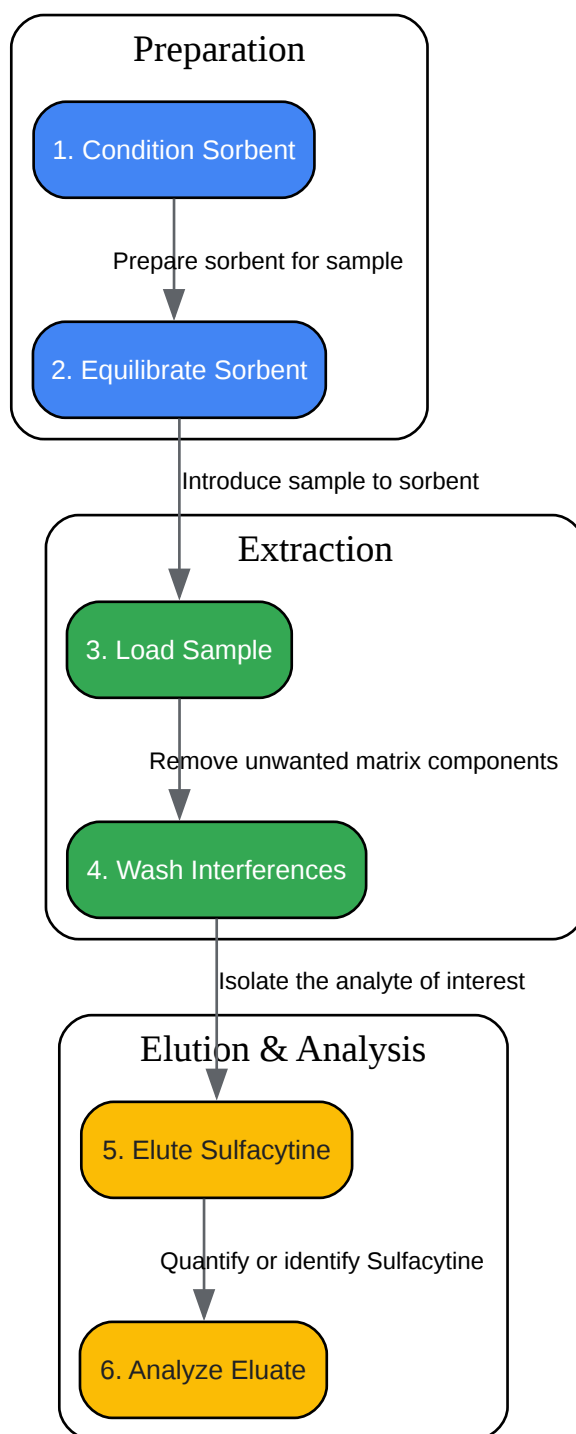 Preparation
1. Condition Sorbent
Prepare sorbent for sample
2. Equilibrate Sorbent
Introduce sample to sorbent
Extraction
3. Load Sample
Remove unwanted matrix components
4. Wash Interferences
Isolate the analyte of interest
Elution & Analysis
5. Elute Sulfacytine
Quantify or identify Sulfacytine
6. Analyze Eluate